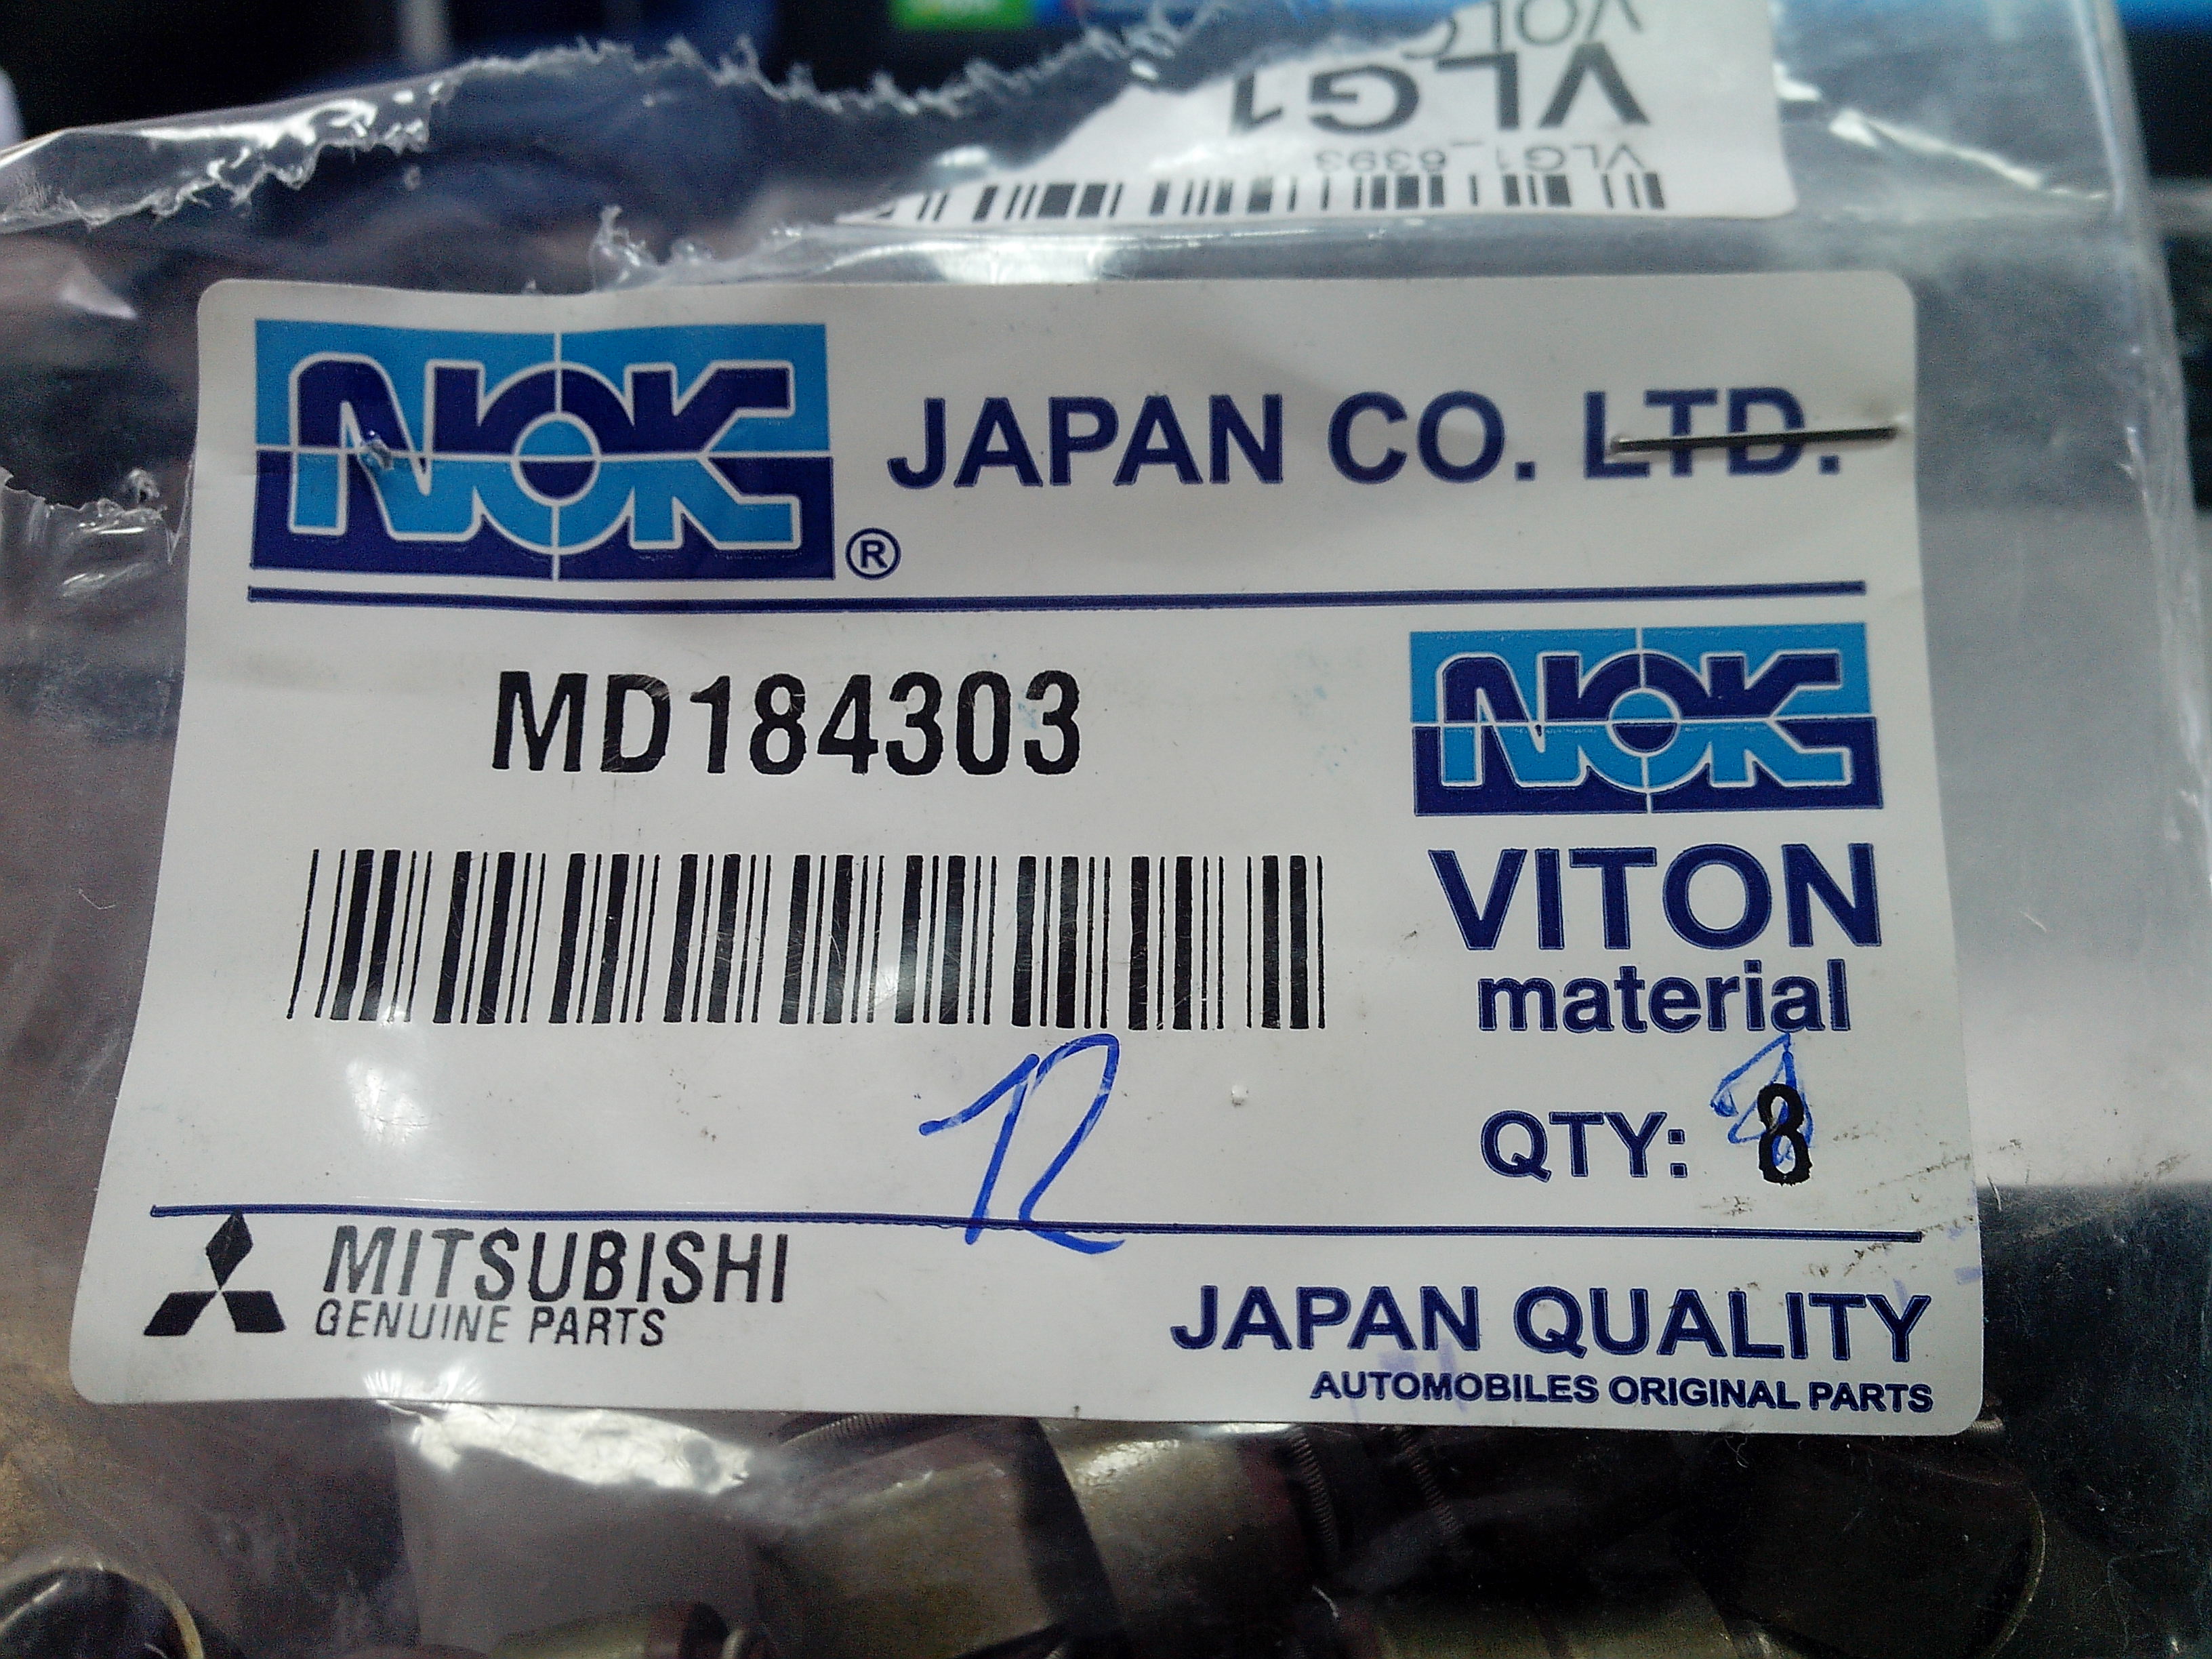 VOLC
VLG1
VLG1_6393
NOK
® JAPAN CO. LTD.
MD184303
NOK
VITON
material
12
QTY: 8
MITSUBISHI
GENUINE PARTS
JAPAN QUALITY
AUTOMOBILES ORIGINAL PARTS